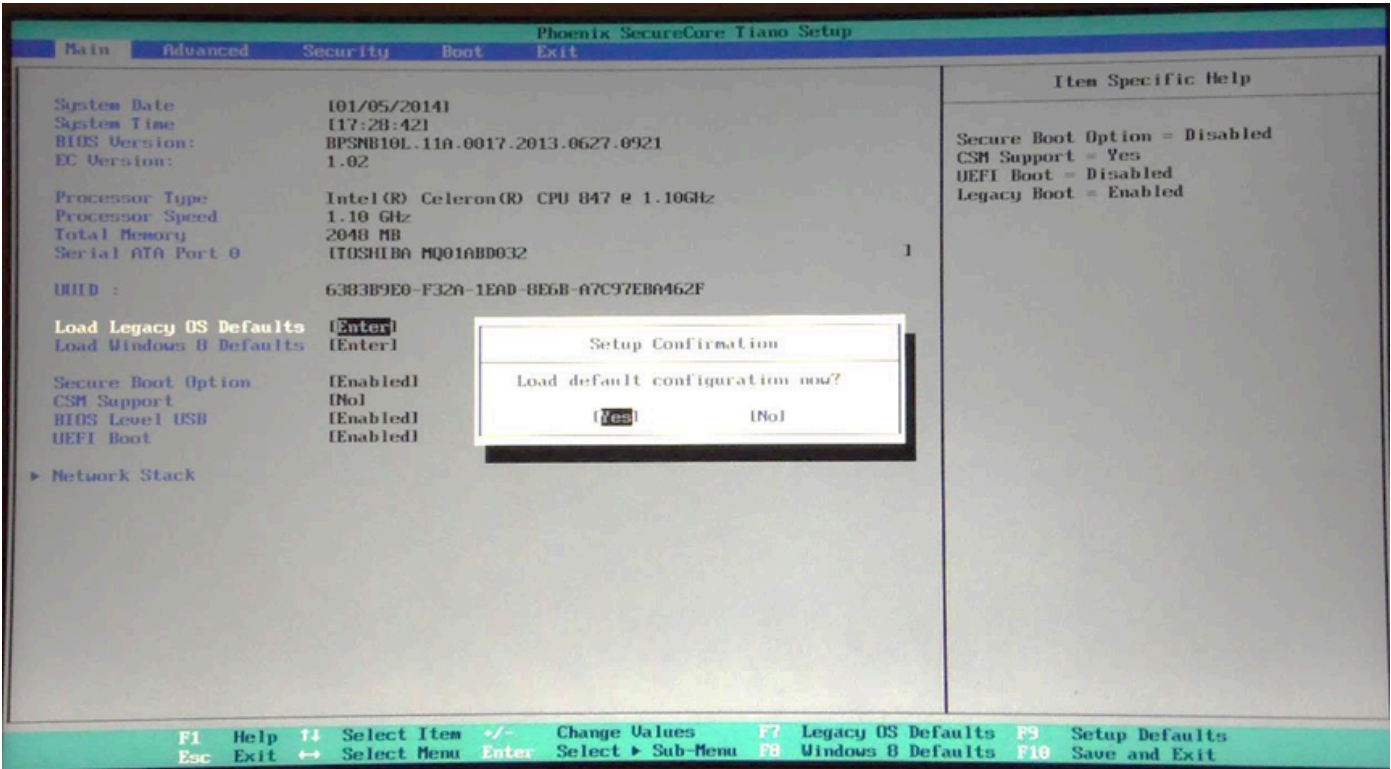 Phoenix SecureCore Tiano Setup
Main Advanced Security Boot Exit
System Date [01/05/2014]
System Time [17:28:42]
BIOS Version: BPSNB10L.11A.0017.2013.0627.0921
EC Version: 1.02
Processor Type Intel(R) Celeron(R) CPU 847 @ 1.10GHz
Processor Speed 1.10 GHz
Total Memory 2048 MB
Serial ATA Port 0 [TOSHIBA MQ01ABD032 ]
UUID : 6383B9E0-F32A-1EAD-8E6B-A7C97EBA462F
Load Legacy OS Defaults [Enter]
Load Windows 8 Defaults [Enter]
Secure Boot Option [Enabled]
CSM Support [No]
BIOS Level USB [Enabled]
UEFI Boot [Enabled]
▶ Network Stack
Setup Confirmation
Load default configuration now?
[Yes] [No]
Item Specific Help
Secure Boot Option = Disabled
CSM Support = Yes
UEFI Boot = Disabled
Legacy Boot = Enabled
F1 Help ↑↓ Select Item +/- Change Values F7 Legacy OS Defaults F9 Setup Defaults
Esc Exit ↔ Select Menu Enter Select ▶ Sub-Menu F8 Windows 8 Defaults F10 Save and Exit